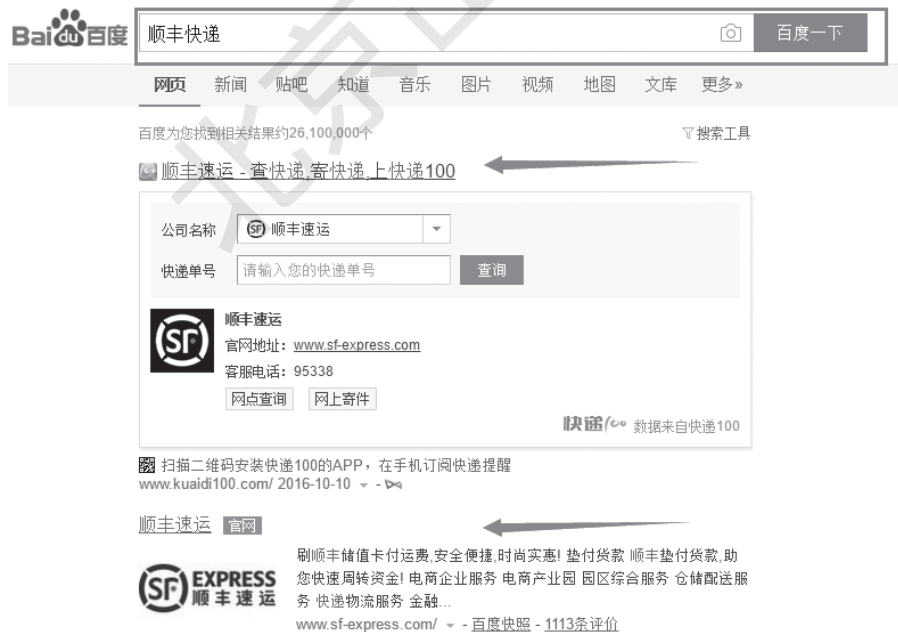 Bai du 百度 顺丰快递 百度一下
网页 新闻 贴吧 知道 音乐 图片 视频 地图 文库 更多»
百度为您找到相关结果约26,100,000个 搜索工具
顺丰速运 - 查快递,寄快递,上快递100
公司名称 SF 顺丰速运
快递单号 请输入您的快递单号 查询
SF
顺丰速运
官网地址：www.sf-express.com
客服电话：95338
网点查询 网上寄件
快递100 数据来自快递100
扫描二维码安装快递100的APP，在手机订阅快递提醒
www.kuaidi100.com/ 2016-10-10
顺丰速运 官网
SF EXPRESS
顺丰速运
刷顺丰储值卡付运费,安全便捷,时尚实惠! 垫付货款 顺丰垫付货款,助
您快速周转资金! 电商企业服务 电商产业园 园区综合服务 仓储配送服
务 快递物流服务 金融...
www.sf-express.com/ - 百度快照 - 1113条评价
北京